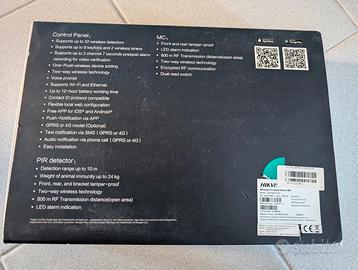 Control Panel:
Supports up to 32 wireless detectors
Supports up to 8 keyfobs and 2 wireless sirens
Supports up to 2 channel 7 seconds pre/post alarm
recording for video verification
One-Push wireless device adding
Two-way wireless technology
Voice prompt
Supports Wi-Fi and Ethernet
Up to 12-hour battery working time
Contact ID protocol compatible
Flexible local web configuration
Free APP for iOS® and Android®
Push-Notification via APP
GPRS or 4G model (Optional)
Text notification via SMS (GPRS or 4G)
Audio notification via phone call (GPRS or 4G)
Easy installation
PIR detector:
Detection range up to 10 m
Weight of animal immunity up to 24 kg
Front, rear, and bracket tamper-proof
Two-way wireless technology
800 m RF Transmission distance(open area)
LED alarm indication
MC:
Front and rear tamper-proof
LED alarm indication
800 m RF Transmission distance(open area)
Two-way wireless technology
Encrypted RF communication
Dual reed switch
subito